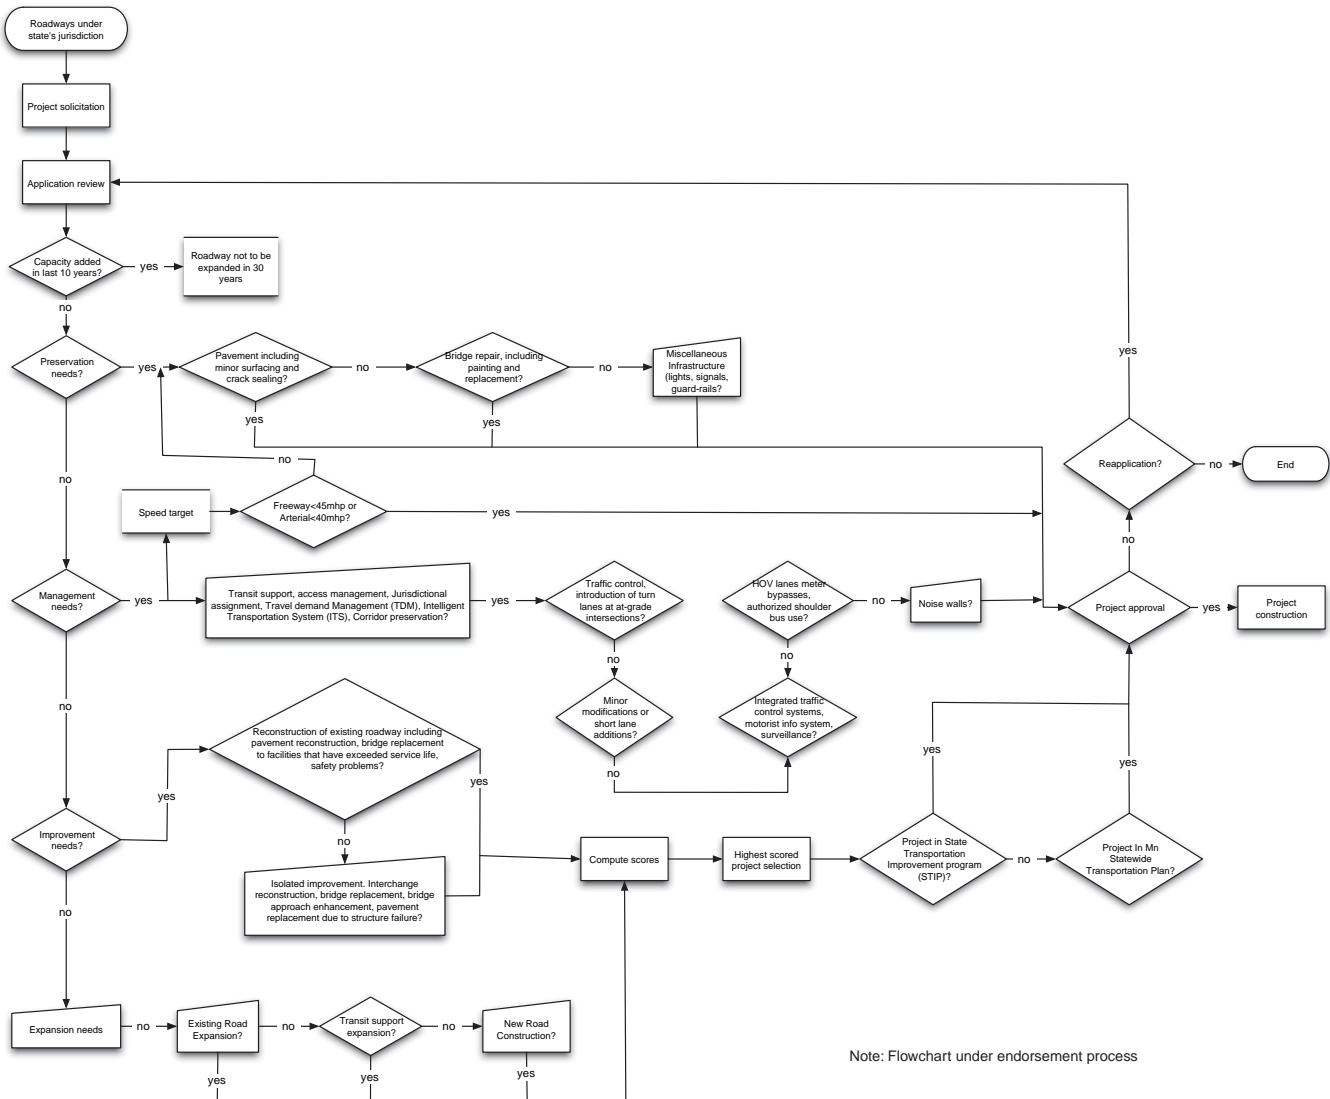 Roadways under
state's jurisdiction
Project solicitation
Application review
Capacity added
in last 10 years?
yes
Roadway not to be
expanded in 30
years
no
Preservation
needs?
yes
Pavement including
minor surfacing and
crack sealing?
no
Bridge repair, including
painting and
replacement?
no
Miscellaneous
Infrastructure
(lights, signals,
guard-rails?
yes
yes
yes
no
no
Speed target
Freeway<45mhp or
Arterial<40mhp?
yes
Reapplication?
no
End
no
Management
needs?
yes
Transit support, access management, Jurisdictional
assignment, Travel demand Management (TDM), Intelligent
Transportation System (ITS), Corridor preservation?
yes
Traffic control,
introduction of turn
lanes at at-grade
intersections?
HOV lanes meter
bypasses,
authorized shoulder
bus use?
no
Noise walls?
Project approval
yes
Project
construction
no
no
no
Minor
modifications or
short lane
additions?
Integrated traffic
control systems,
motorist info system,
surveillance?
no
Reconstruction of existing roadway including
pavement reconstruction, bridge replacement
to facilities that have exceeded service life,
safety problems?
yes
yes
yes
yes
Improvement
needs?
no
Isolated improvement. Interchange
reconstruction, bridge replacement, bridge
approach enhancement, pavement
replacement due to structure failure?
Compute scores
Highest scored
project selection
Project in State
Transportation
Improvement program
(STIP)?
no
Project In Mn
Statewide
Transportation Plan?
no
Expansion needs
no
Existing Road
Expansion?
no
Transit support
expansion?
no
New Road
Construction?
yes
yes
yes
Note: Flowchart under endorsement process